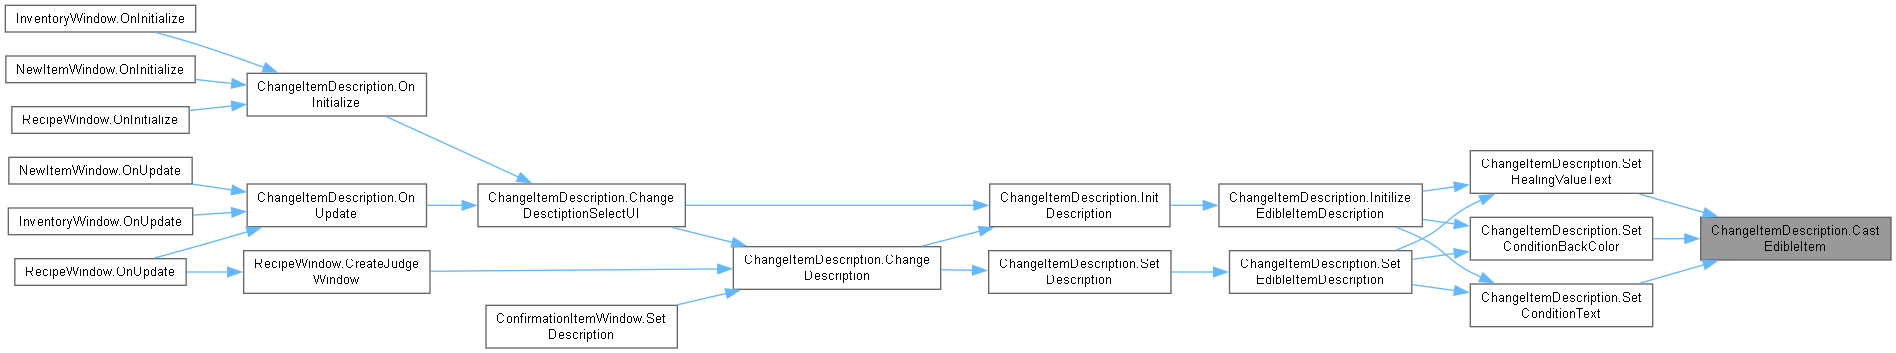 InventoryWindow.OnInitialize
NewItemWindow.OnInitialize
RecipeWindow.OnInitialize
ChangeItemDescription.On
Initialize
NewItemWindow.OnUpdate
InventoryWindow.OnUpdate
RecipeWindow.OnUpdate
ChangeItemDescription.On
Update
RecipeWindow.CreateJudge
Window
ChangeItemDescription.Change
DesctiptionSelectUI
ConfirmationItemWindow.Set
Description
ChangeItemDescription.Change
Description
ChangeItemDescription.Init
Description
ChangeItemDescription.Set
Description
ChangeItemDescription.Initilize
EdibleItemDescription
ChangeItemDescription.Set
EdibleItemDescription
ChangeItemDescription.Set
HealingValueText
ChangeItemDescription.Set
ConditionBackColor
ChangeItemDescription.Set
ConditionText
ChangeItemDescription.Cast
EdibleItem